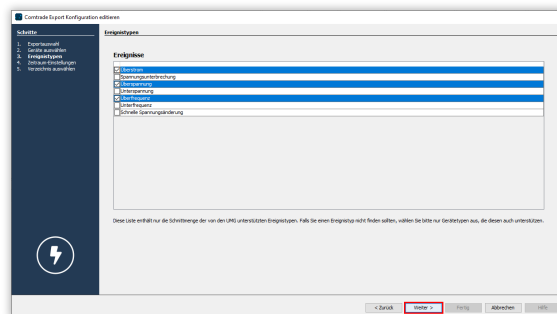 Comtrade Export Konfiguration editieren
Schritte
1. Exportauswahl
2. Geräte auswählen
3. Ereignistypen
4. Zeitraum-Einstellungen
5. Verzeichnis auswählen
Ereignistypen
Ereignisse
Überstrom
Spannungsunterbrechung
Überspannung
Unterspannung
Überfrequenz
Unterfrequenz
Schnelle Spannungsänderung
Diese Liste enthält nur die Schnittmenge der von den UMG unterstützten Ereignistypen. Falls Sie einen Ereignistyp nicht finden sollten, wählen Sie bitte nur Gerätetypen aus, die diesen auch unterstützen.
< Zurück
Weiter >
Fertig
Abbrechen
Hilfe